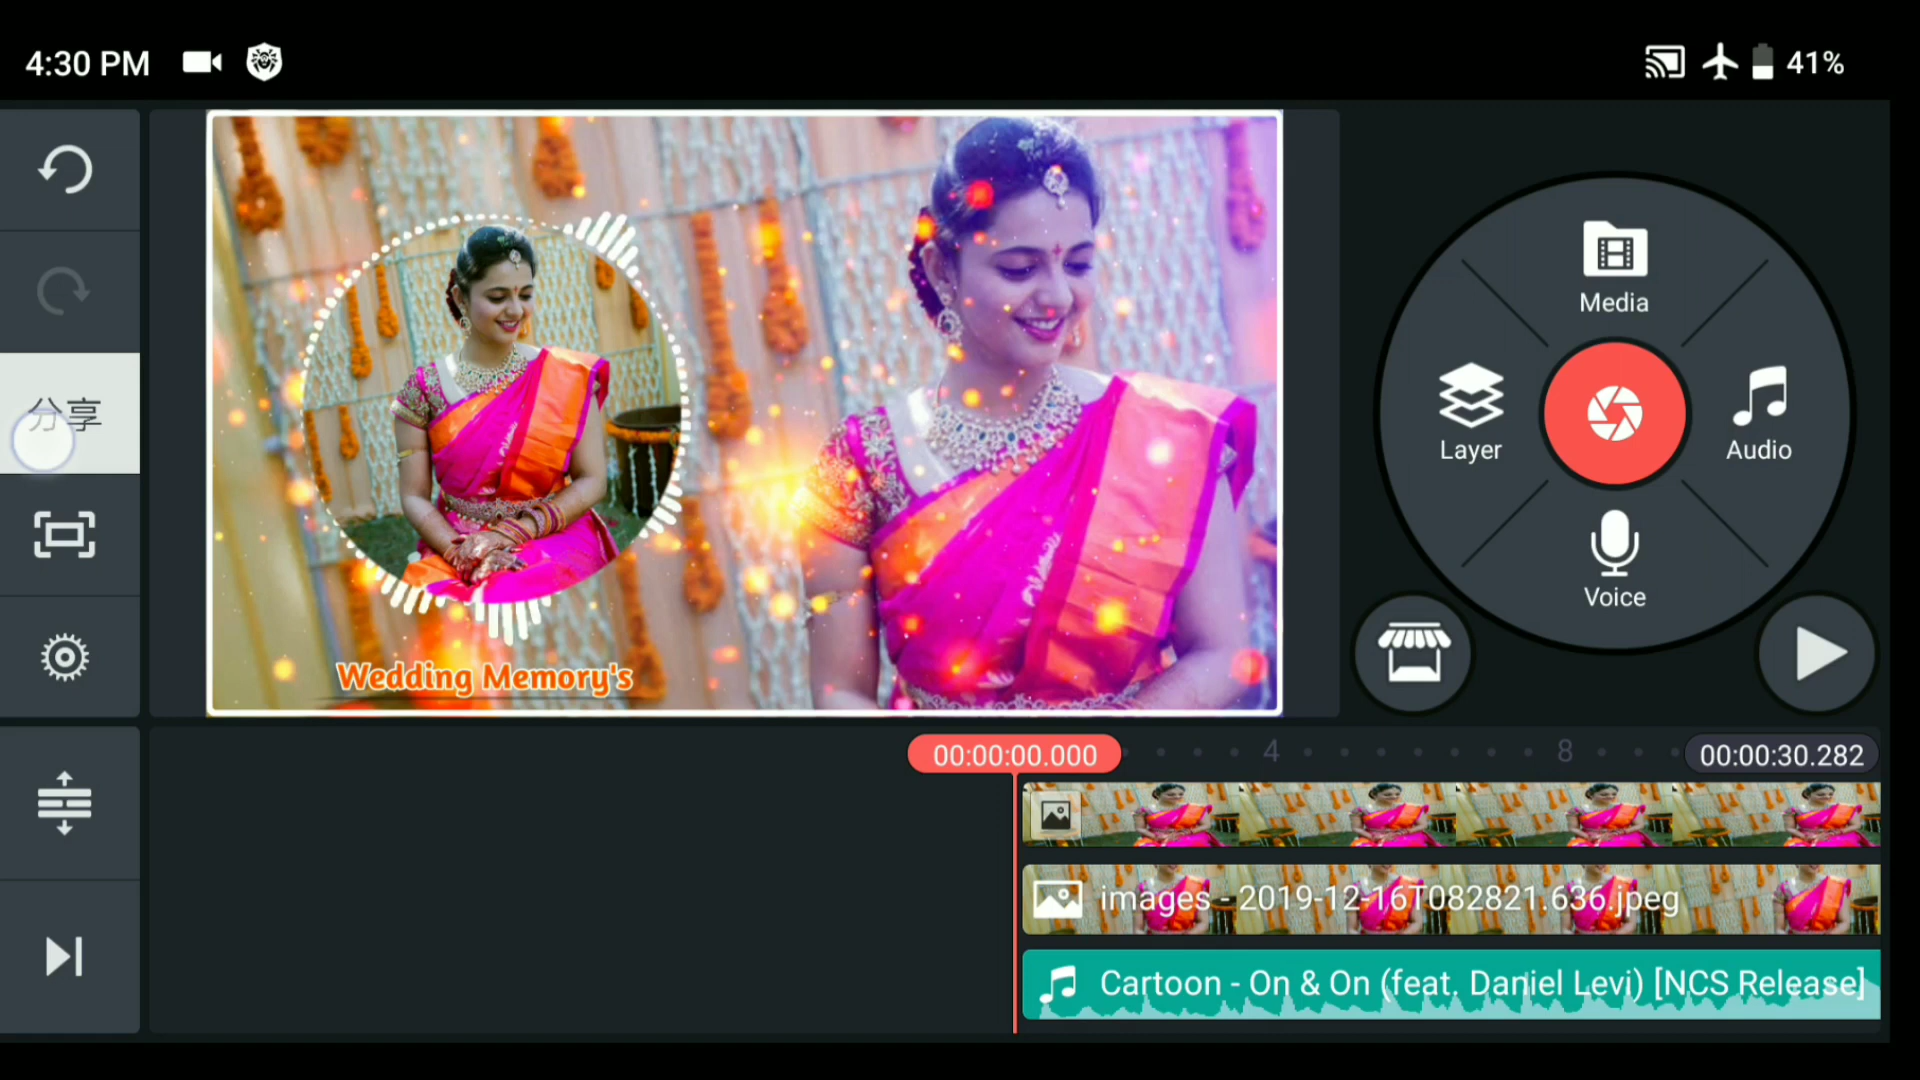 4:30 PM
41%
分享
Media
Layer
Audio
Voice
Wedding Memory's
00:00:00.000
4
8
00:00:30.282
images - 2019-12-16T082821.636.jpeg
Cartoon - On & On (feat. Daniel Levi) [NCS Release]